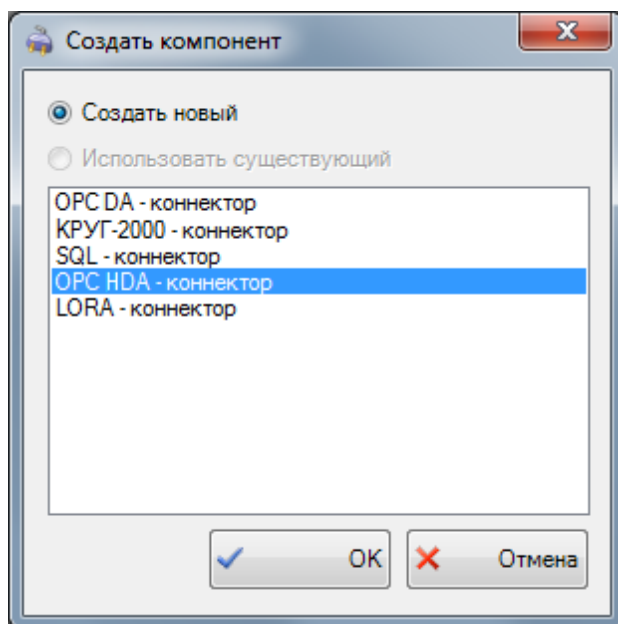 Создать компонент
Создать новый
Использовать существующий
OPC DA - коннектор
КРУГ-2000 - коннектор
SQL - коннектор
OPC HDA - коннектор
LORA - коннектор
OK
Отмена